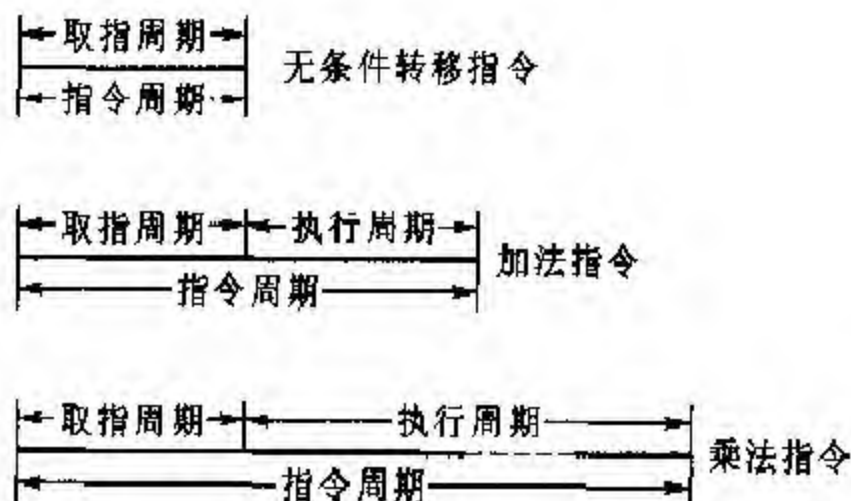 取指周期
无条件转移指令
指令周期
取指周期 执行周期
加法指令
指令周期
取指周期 执行周期
乘法指令
指令周期